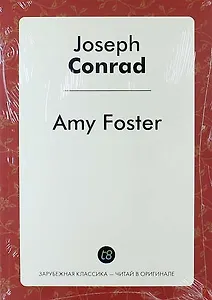 Joseph
Conrad
Amy Foster
t8
ЗАРУБЕЖНАЯ КЛАССИКА — ЧИТАЙ В ОРИГИНАЛЕ